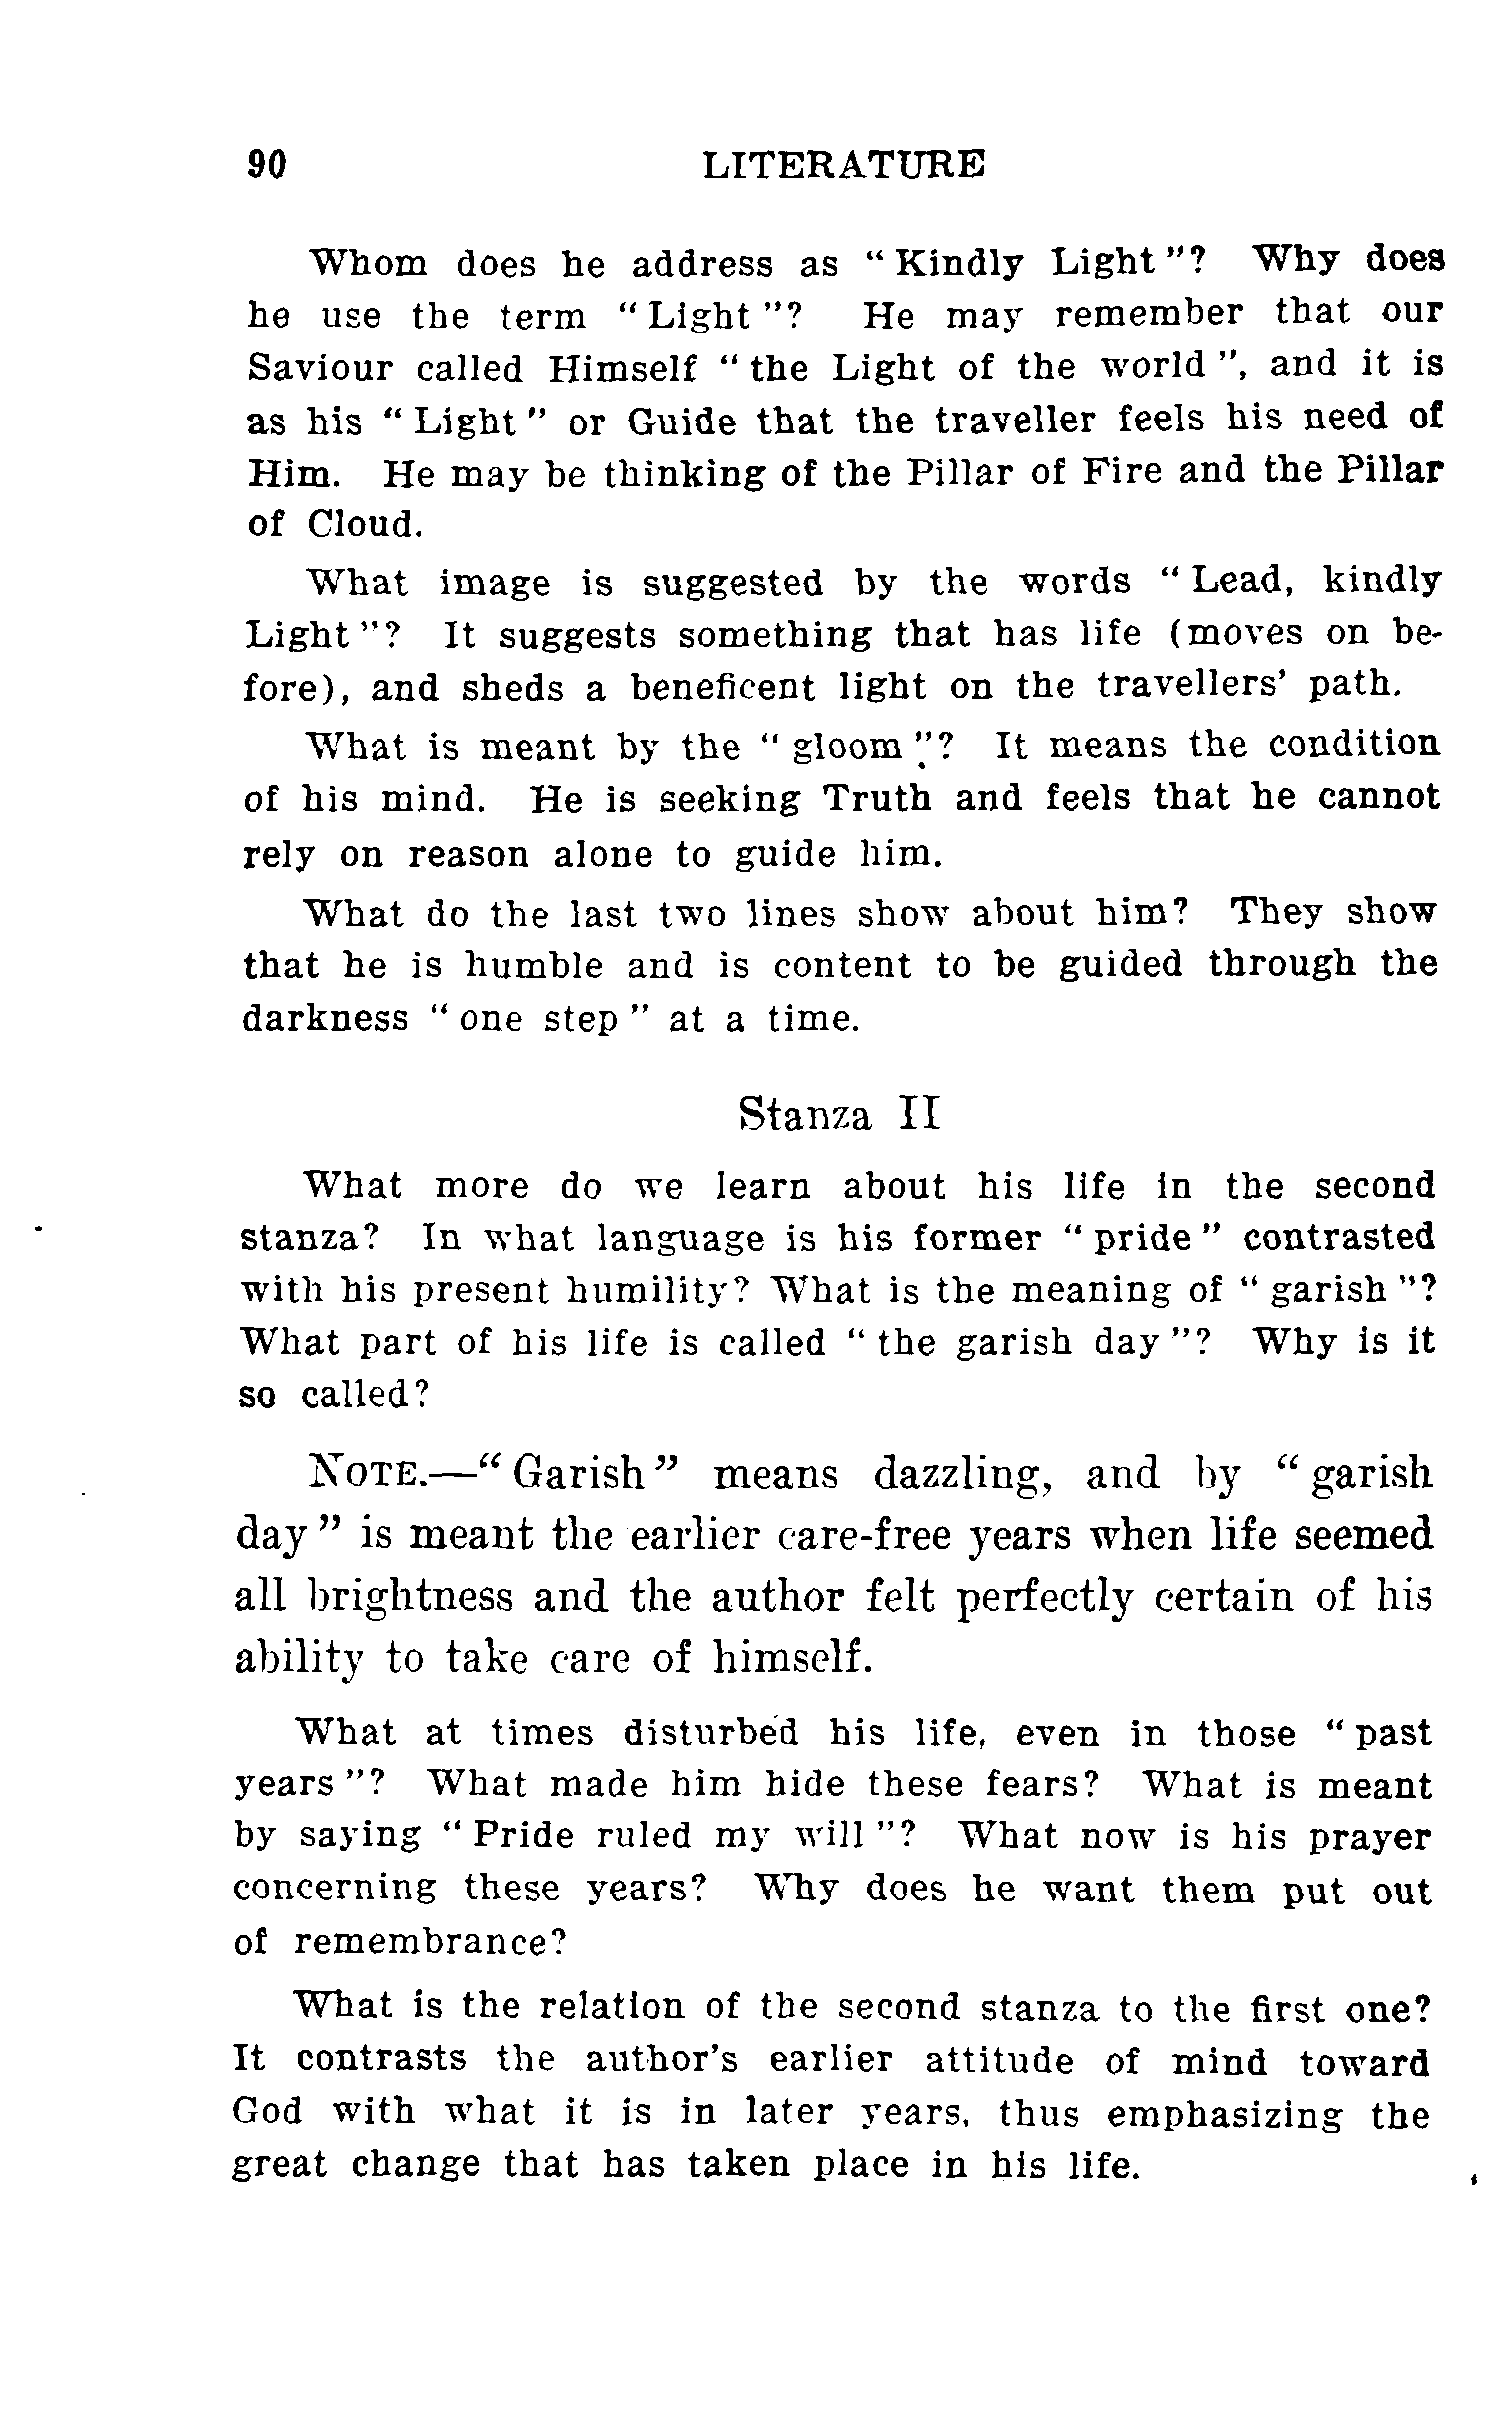 90 LITERATURE
Whom does he address as “Kindly Light”? Why does
he use the term “Light”? He may remember that our
Saviour called Himself “the Light of the world”, and it is
as his “Light” or Guide that the traveller feels his need of
Him. He may be thinking of the Pillar of Fire and the Pillar
of Cloud.
What image is suggested by the words “Lead, kindly
Light”? It suggests something that has life (moves on be-
fore), and sheds a beneficent light on the travellers’ path.
What is meant by the “gloom”? It means the condition
of his mind. He is seeking Truth and feels that he cannot
rely on reason alone to guide him.
What do the last two lines show about him? They show
that he is humble and is content to be guided through the
darkness “one step” at a time.
Stanza II
What more do we learn about his life in the second
stanza? In what language is his former “pride” contrasted
with his present humility? What is the meaning of “garish”?
What part of his life is called “the garish day”? Why is it
so called?
NOTE.—“Garish” means dazzling, and by “garish
day” is meant the earlier care-free years when life seemed
all brightness and the author felt perfectly certain of his
ability to take care of himself.
What at times disturbed his life, even in those “past
years”? What made him hide these fears? What is meant
by saying “Pride ruled my will”? What now is his prayer
concerning these years? Why does he want them put out
of remembrance?
What is the relation of the second stanza to the first one?
It contrasts the author’s earlier attitude of mind toward
God with what it is in later years, thus emphasizing the
great change that has taken place in his life.